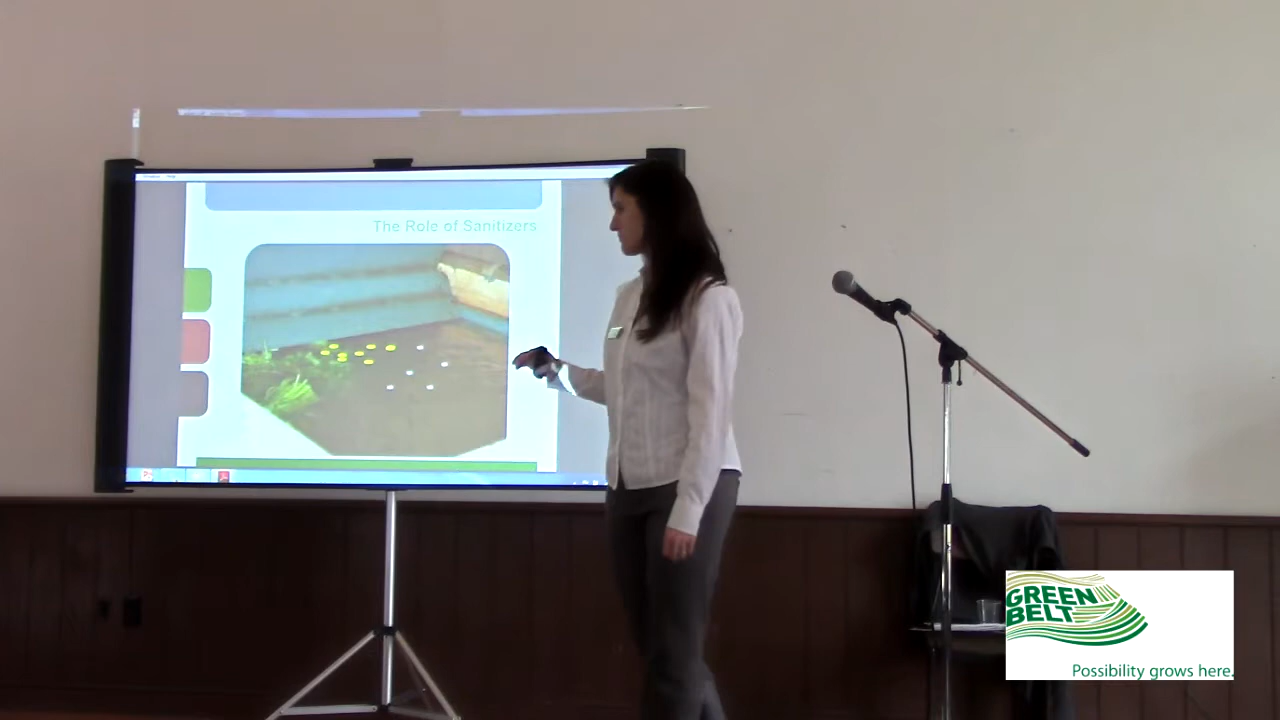 The Role of Sanitizers
GREEN
BELT
Possibility grows here.